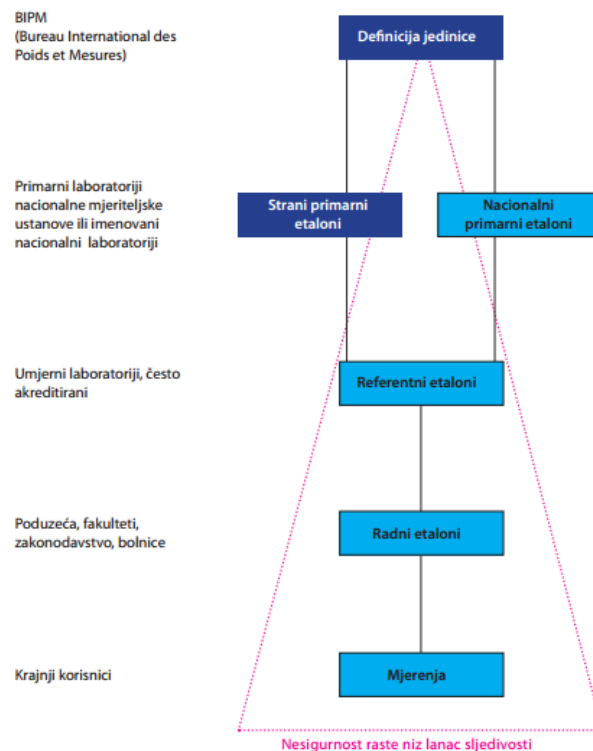 BIPM
(Bureau International des
Poids et Mesures)
Definicija jedinice
Primarni laboratoriji
nacionalne mjeriteljske
ustanove ili imenovani
nacionalni laboratoriji
Strani primarni
etaloni
Nacionalni
primarni etaloni
Umjerni laboratoriji, često
akreditirani
Referentni etaloni
Poduzeća, fakulteti,
zakonodavstvo, bolnice
Radni etaloni
Krajnji korisnici
Mjerenja
Nesigurnost raste niz lanac sljedivosti